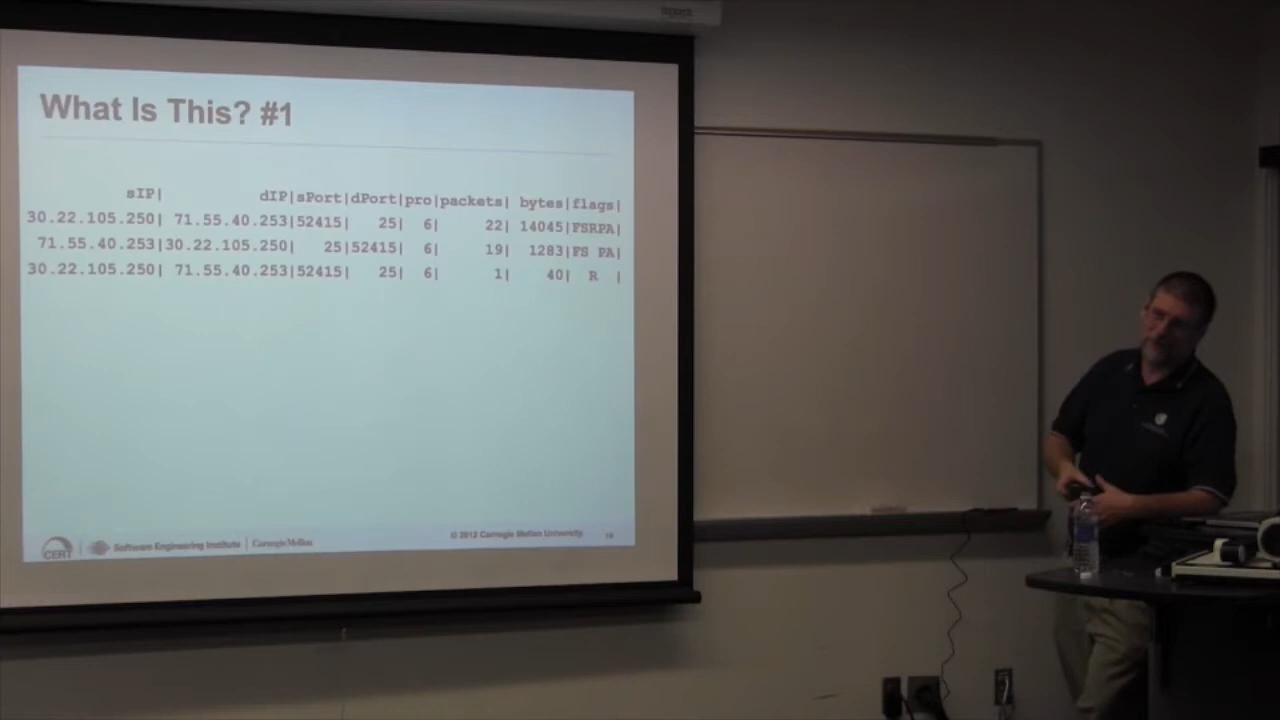 What Is This? #1
sIP| dIP|sPort|dPort|pro|packets| bytes|flags|
30.22.105.250| 71.55.40.253|52415| 25| 6| 22| 14045|FSRPA|
71.55.40.253|30.22.105.250| 25|52415| 6| 19| 1283|FS PA|
30.22.105.250| 71.55.40.253|52415| 25| 6| 1| 40| R |
CERT Software Engineering Institute Carnegie Mellon © 2012 Carnegie Mellon University